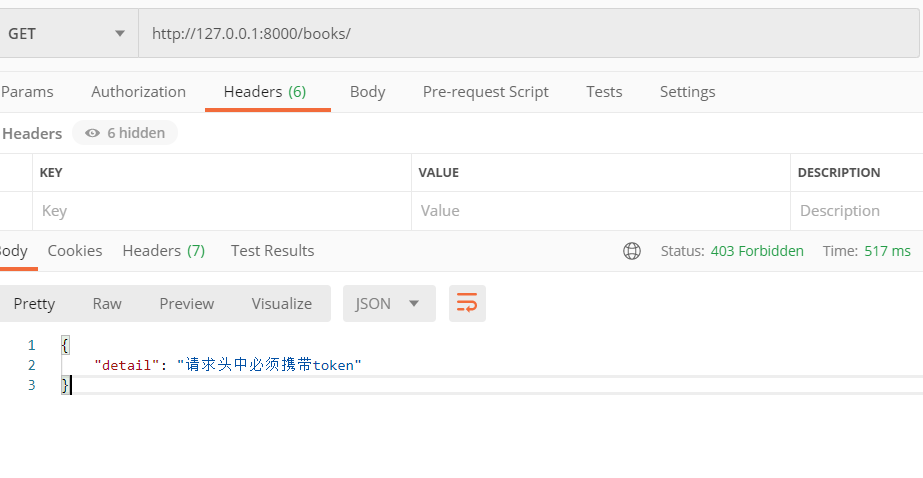 GET http://127.0.0.1:8000/books/
Params Authorization Headers (6) Body Pre-request Script Tests Settings
Headers 6 hidden
KEY VALUE DESCRIPTION
Key Value Description
Body Cookies Headers (7) Test Results Status: 403 Forbidden Time: 517 ms
Pretty Raw Preview Visualize JSON
1 {
2 "detail": "请求头中必须携带token"
3 }